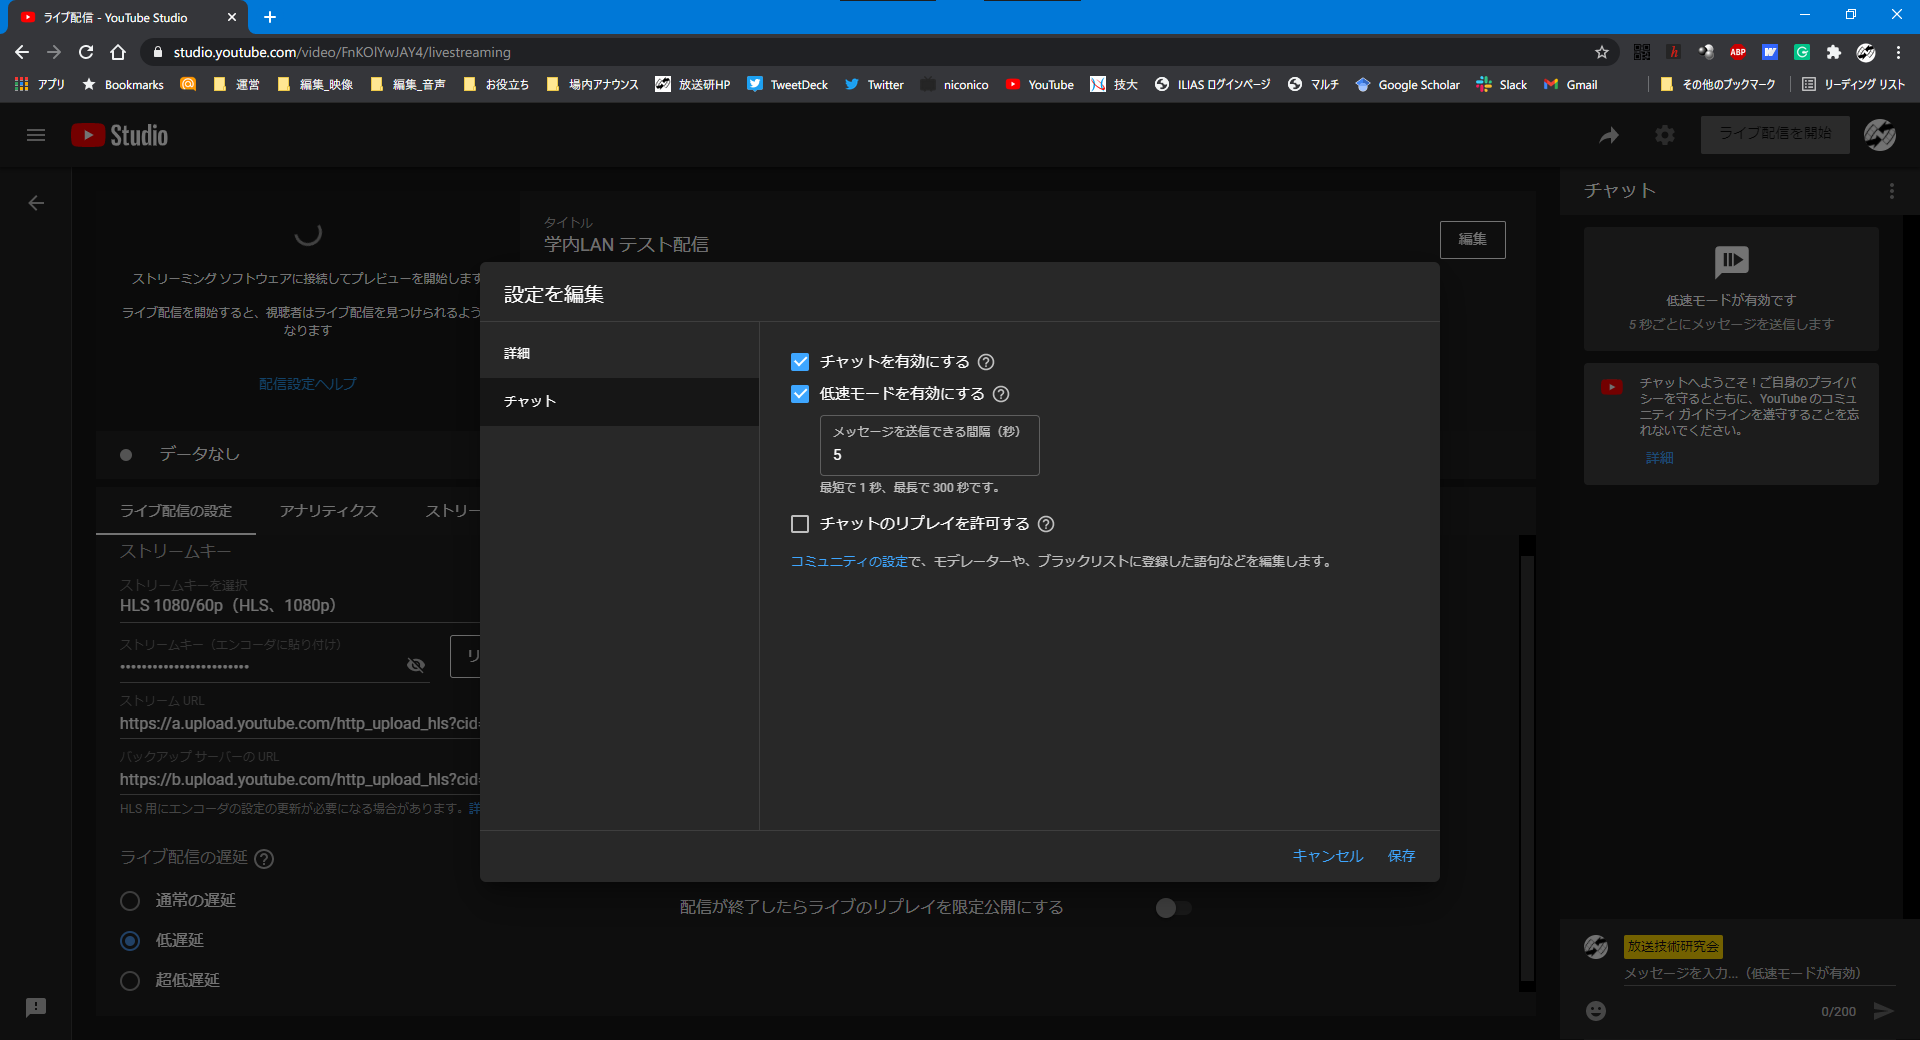 ライブ配信 - YouTube Studio
studio.youtube.com/video/FnKOlYwJAY4/livestreaming
アプリ
Bookmarks
運営
編集_映像
編集_音声
お役立ち
場内アナウンス
放送研HP
TweetDeck
Twitter
niconico
YouTube
技大
ILIAS ログインページ
マルチ
Google Scholar
Slack
Gmail
その他のブックマーク
リーディング リスト
Studio
ライブ配信を開始
ストリーミング ソフトウェアに接続してプレビューを開始します
ライブ配信を開始すると、視聴者はライブ配信を見つけられるよう
なります
配信設定ヘルプ
タイトル
学内LAN テスト配信
編集
データなし
ライブ配信の設定
アナリティクス
ストリー
ストリームキー
ストリームキーを選択
HLS 1080/60p（HLS、1080p）
ストリームキー（エンコーダに貼り付け）
••••••••••••••••••••••••
リ
ストリーム URL
https://a.upload.youtube.com/http_upload_hls?cid=
バックアップ サーバーの URL
https://b.upload.youtube.com/http_upload_hls?cid=
HLS 用にエンコーダの設定の更新が必要になる場合があります。詳
ライブ配信の遅延
通常の遅延
低遅延
超低遅延
配信が終了したらライブのリプレイを限定公開にする
設定を編集
詳細
チャット
チャットを有効にする
低速モードを有効にする
メッセージを送信できる間隔（秒）
5
最短で 1 秒、最長で 300 秒です。
チャットのリプレイを許可する
コミュニティの設定で、モデレーターや、ブラックリストに登録した語句などを編集します。
キャンセル
保存
チャット
低速モードが有効です
5 秒ごとにメッセージを送信します
チャットへようこそ！ご自身のプライバ
シーを守るとともに、YouTube のコミュ
ニティ ガイドラインを遵守することを忘
れないでください。
詳細
放送技術研究会
メッセージを入力...（低速モードが有効）
0/200